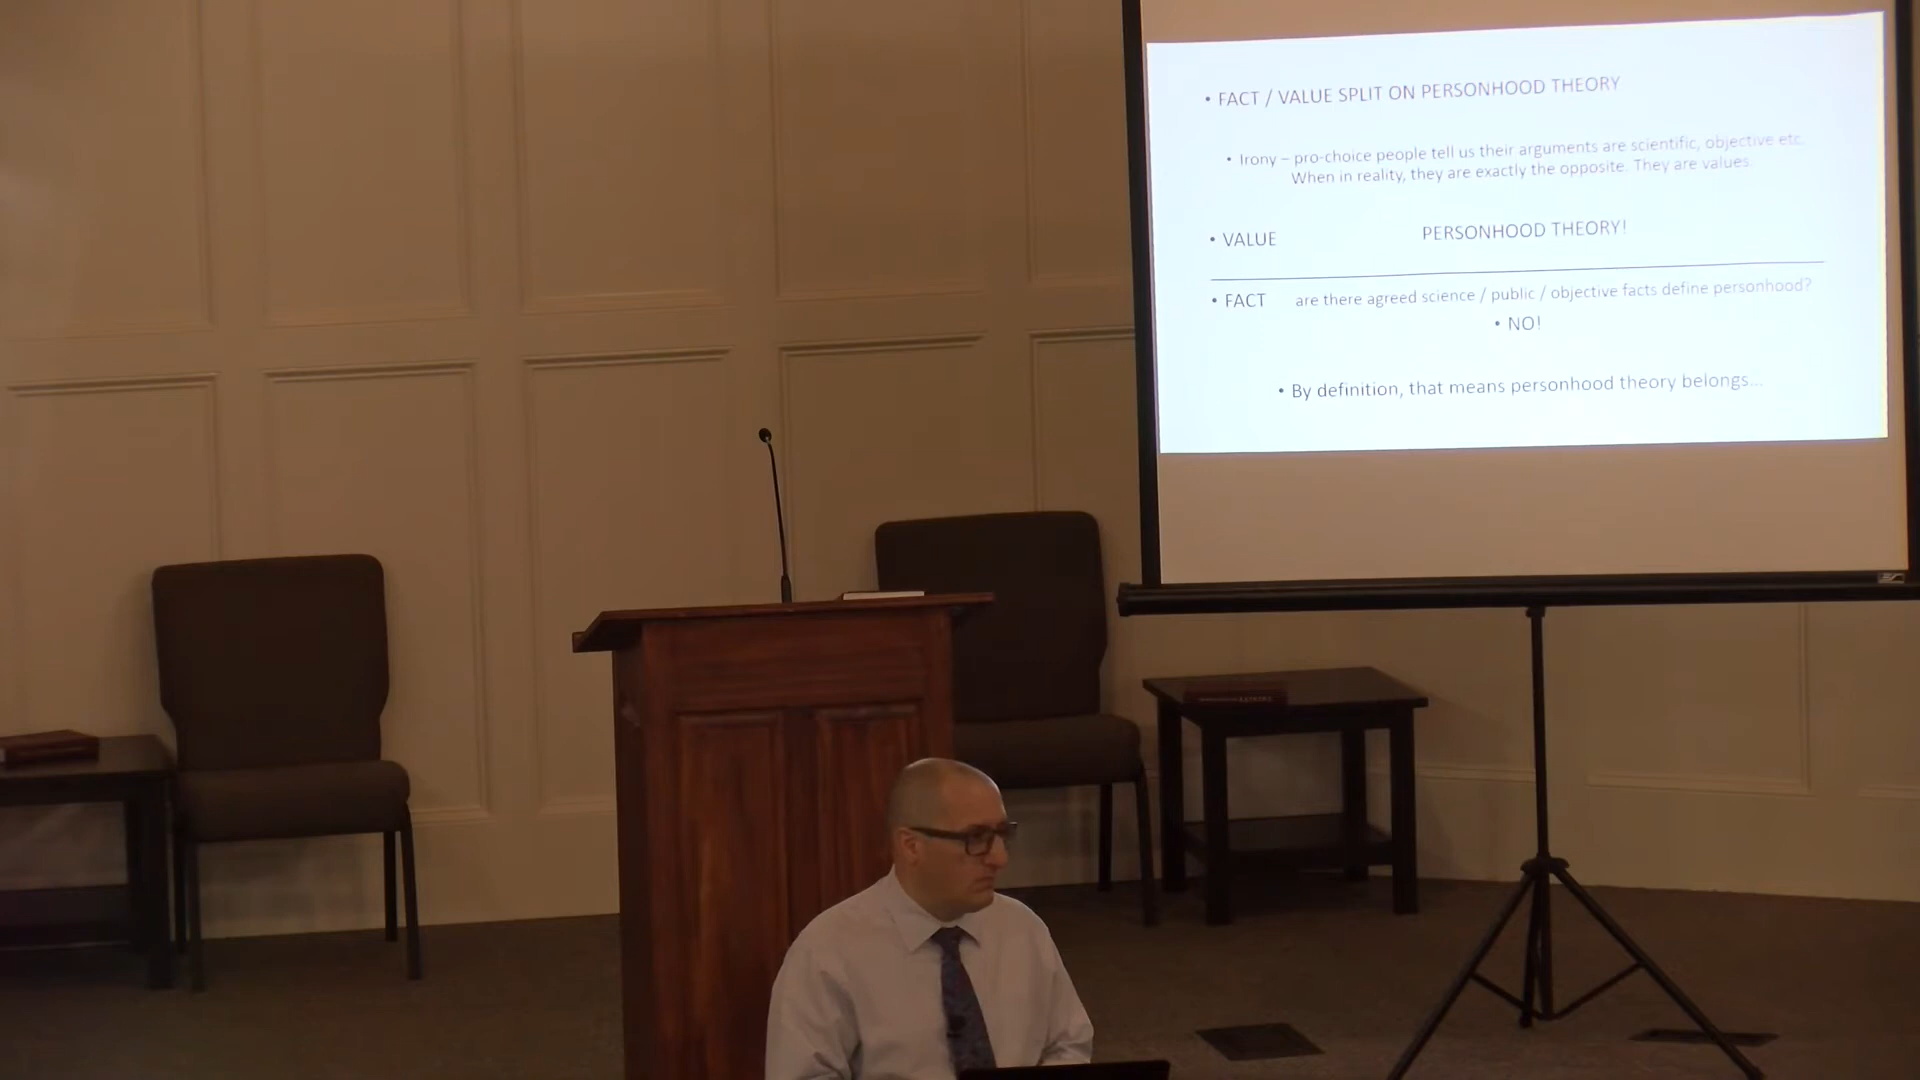 • FACT / VALUE SPLIT ON PERSONHOOD THEORY
• Irony – pro-choice people tell us their arguments are scientific, objective etc.
When in reality, they are exactly the opposite. They are values.
• VALUE PERSONHOOD THEORY!
• FACT are there agreed science / public / objective facts define personhood?
• NO!
• By definition, that means personhood theory belongs...